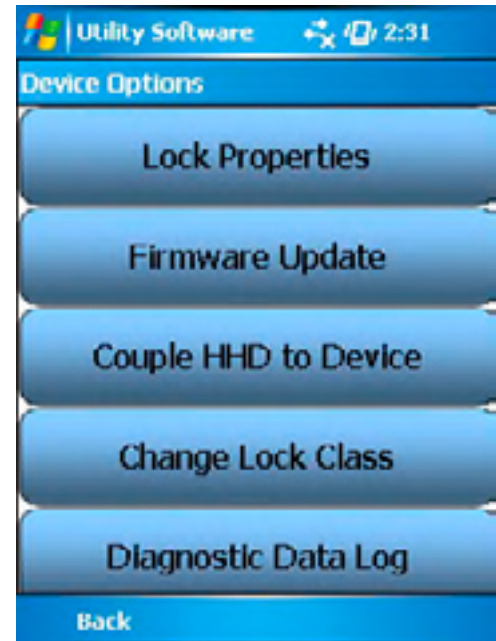 Utility Software 2:31
Device Options
Lock Properties
Firmware Update
Couple HHD to Device
Change Lock Class
Diagnostic Data Log
Back